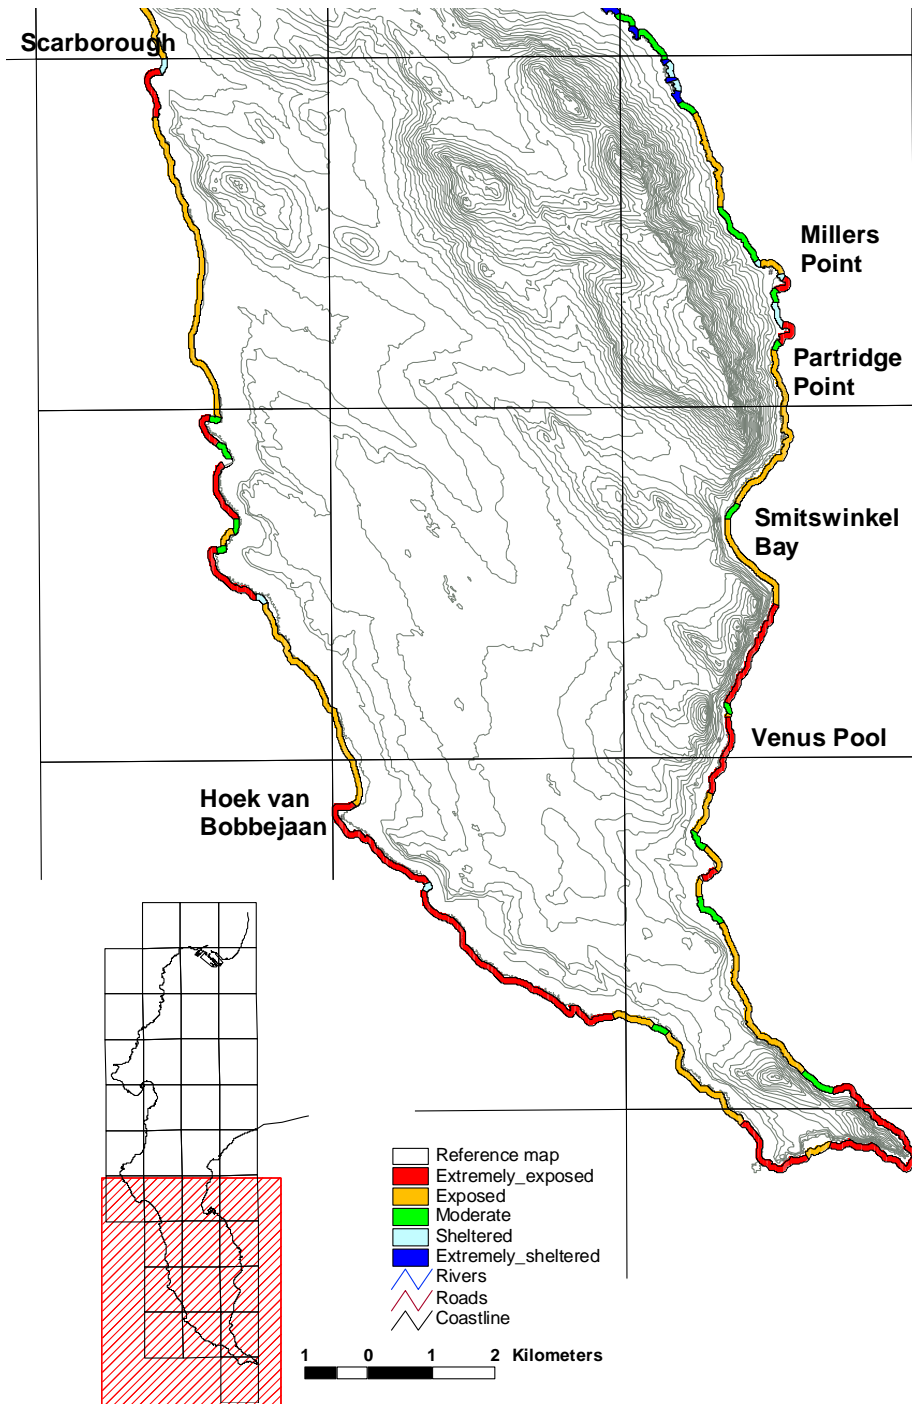 Scarborough
Millers
Point
Partridge
Point
Smitswinkel
Bay
Venus Pool
Hoek van
Bobbejaan
Reference map
Extremely_exposed
Exposed
Moderate
Sheltered
Extremely_sheltered
Rivers
Roads
Coastline
1 0 1 2 Kilometers